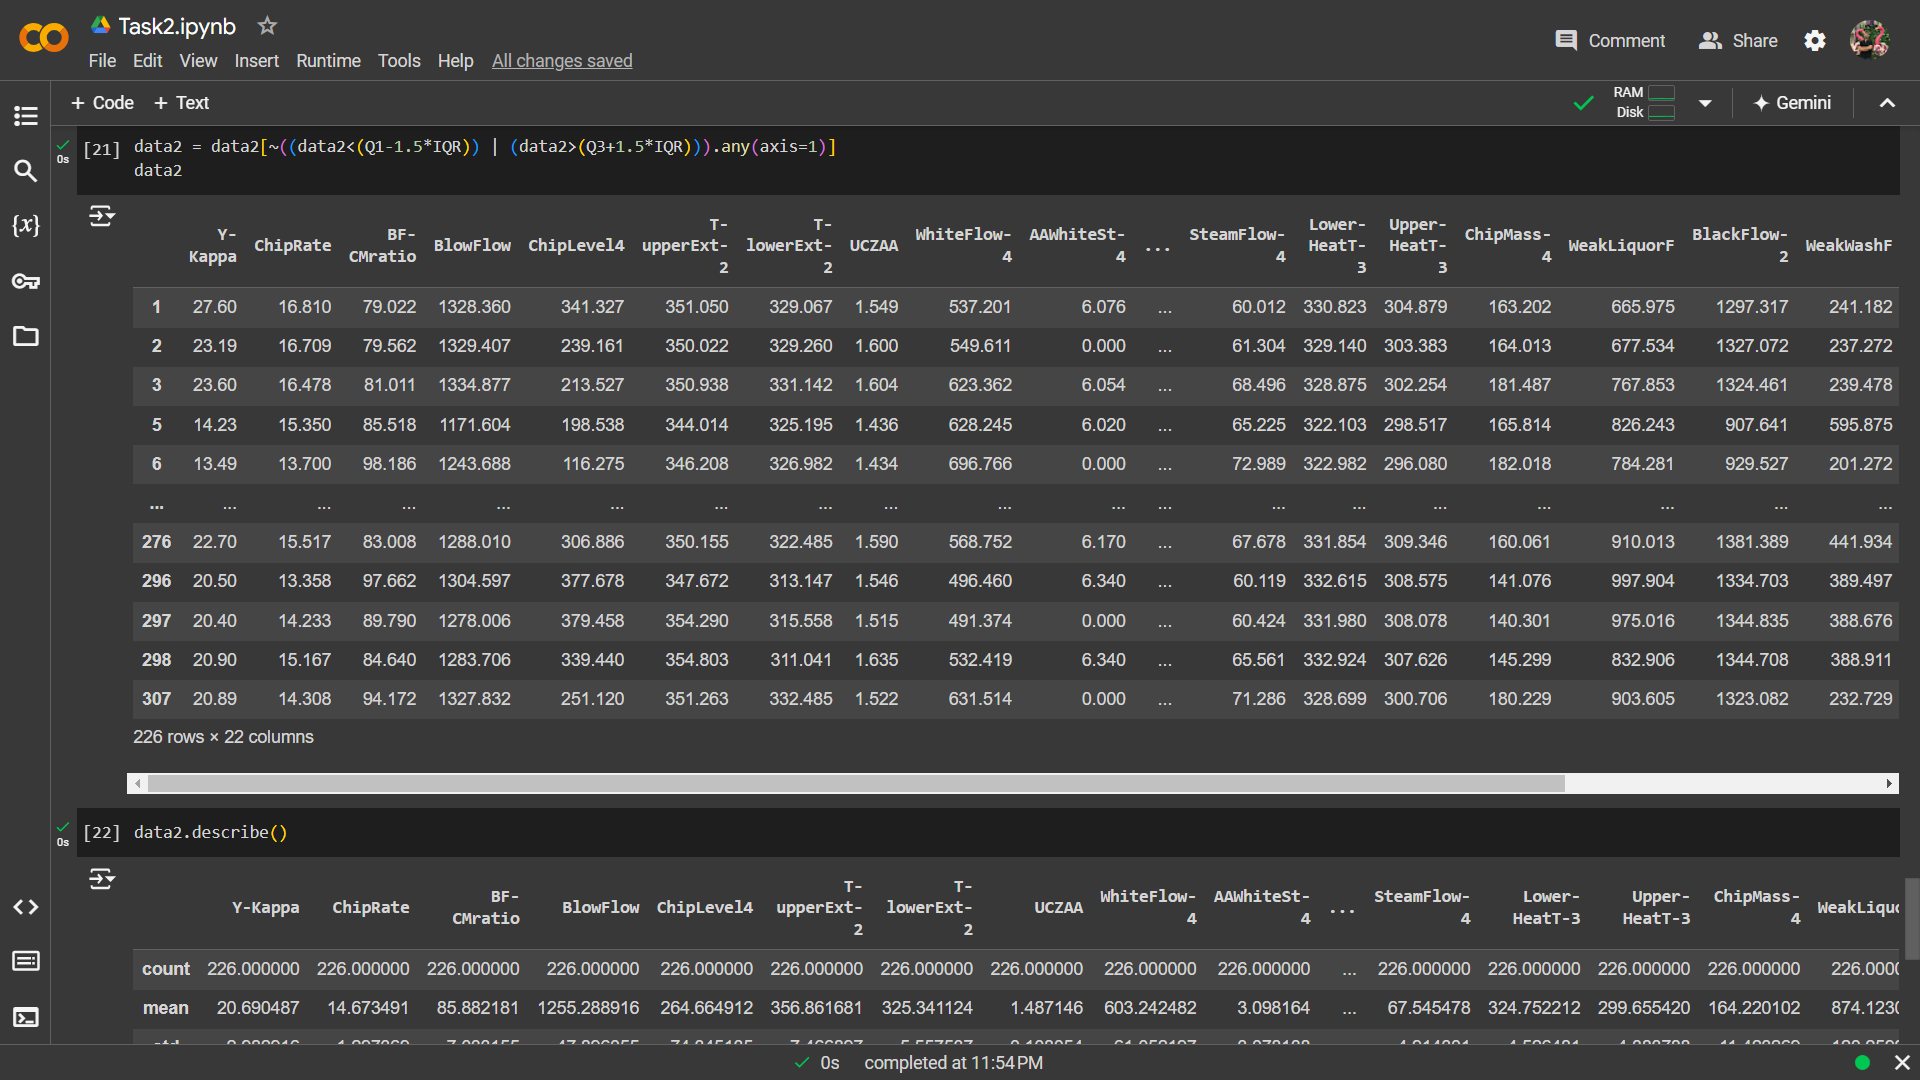 Task2.ipynb
File Edit View Insert Runtime Tools Help All changes saved
Comment Share
+ Code + Text
RAM
Disk
Gemini
0s
[21] data2 = data2[~((data2<(Q1-1.5*IQR)) | (data2>(Q3+1.5*IQR))).any(axis=1)]
data2
Y-Kappa ChipRate BF-CMratio BlowFlow ChipLevel4 T-upperExt-2 T-lowerExt-2 UCZAA WhiteFlow-4 AAWhiteSt-4 ... SteamFlow-4 Lower-HeatT-3 Upper-HeatT-3 ChipMass-4 WeakLiquorF BlackFlow-2 WeakWashF
1 27.60 16.810 79.022 1328.360 341.327 351.050 329.067 1.549 537.201 6.076 ... 60.012 330.823 304.879 163.202 665.975 1297.317 241.182
2 23.19 16.709 79.562 1329.407 239.161 350.022 329.260 1.600 549.611 0.000 ... 61.304 329.140 303.383 164.013 677.534 1327.072 237.272
3 23.60 16.478 81.011 1334.877 213.527 350.938 331.142 1.604 623.362 6.054 ... 68.496 328.875 302.254 181.487 767.853 1324.461 239.478
5 14.23 15.350 85.518 1171.604 198.538 344.014 325.195 1.436 628.245 6.020 ... 65.225 322.103 298.517 165.814 826.243 907.641 595.875
6 13.49 13.700 98.186 1243.688 116.275 346.208 326.982 1.434 696.766 0.000 ... 72.989 322.982 296.080 182.018 784.281 929.527 201.272
... ... ... ... ... ... ... ... ... ... ... ... ... ... ... ... ... ... ...
276 22.70 15.517 83.008 1288.010 306.886 350.155 322.485 1.590 568.752 6.170 ... 67.678 331.854 309.346 160.061 910.013 1381.389 441.934
296 20.50 13.358 97.662 1304.597 377.678 347.672 313.147 1.546 496.460 6.340 ... 60.119 332.615 308.575 141.076 997.904 1334.703 389.497
297 20.40 14.233 89.790 1278.006 379.458 354.290 315.558 1.515 491.374 0.000 ... 60.424 331.980 308.078 140.301 975.016 1344.835 388.676
298 20.90 15.167 84.640 1283.706 339.440 354.803 311.041 1.635 532.419 6.340 ... 65.561 332.924 307.626 145.299 832.906 1344.708 388.911
307 20.89 14.308 94.172 1327.832 251.120 351.263 332.485 1.522 631.514 0.000 ... 71.286 328.699 300.706 180.229 903.605 1323.082 232.729
226 rows × 22 columns
0s
[22] data2.describe()
Y-Kappa ChipRate BF-CMratio BlowFlow ChipLevel4 T-upperExt-2 T-lowerExt-2 UCZAA WhiteFlow-4 AAWhiteSt-4 ... SteamFlow-4 Lower-HeatT-3 Upper-HeatT-3 ChipMass-4 WeakLiquo
count 226.000000 226.000000 226.000000 226.000000 226.000000 226.000000 226.000000 226.000000 226.000000 226.000000 ... 226.000000 226.000000 226.000000 226.000000 226.000
mean 20.690487 14.673491 85.882181 1255.288916 264.664912 356.861681 325.341124 1.487146 603.242482 3.098164 ... 67.545478 324.752212 299.655420 164.220102 874.1230
0s completed at 11:54 PM